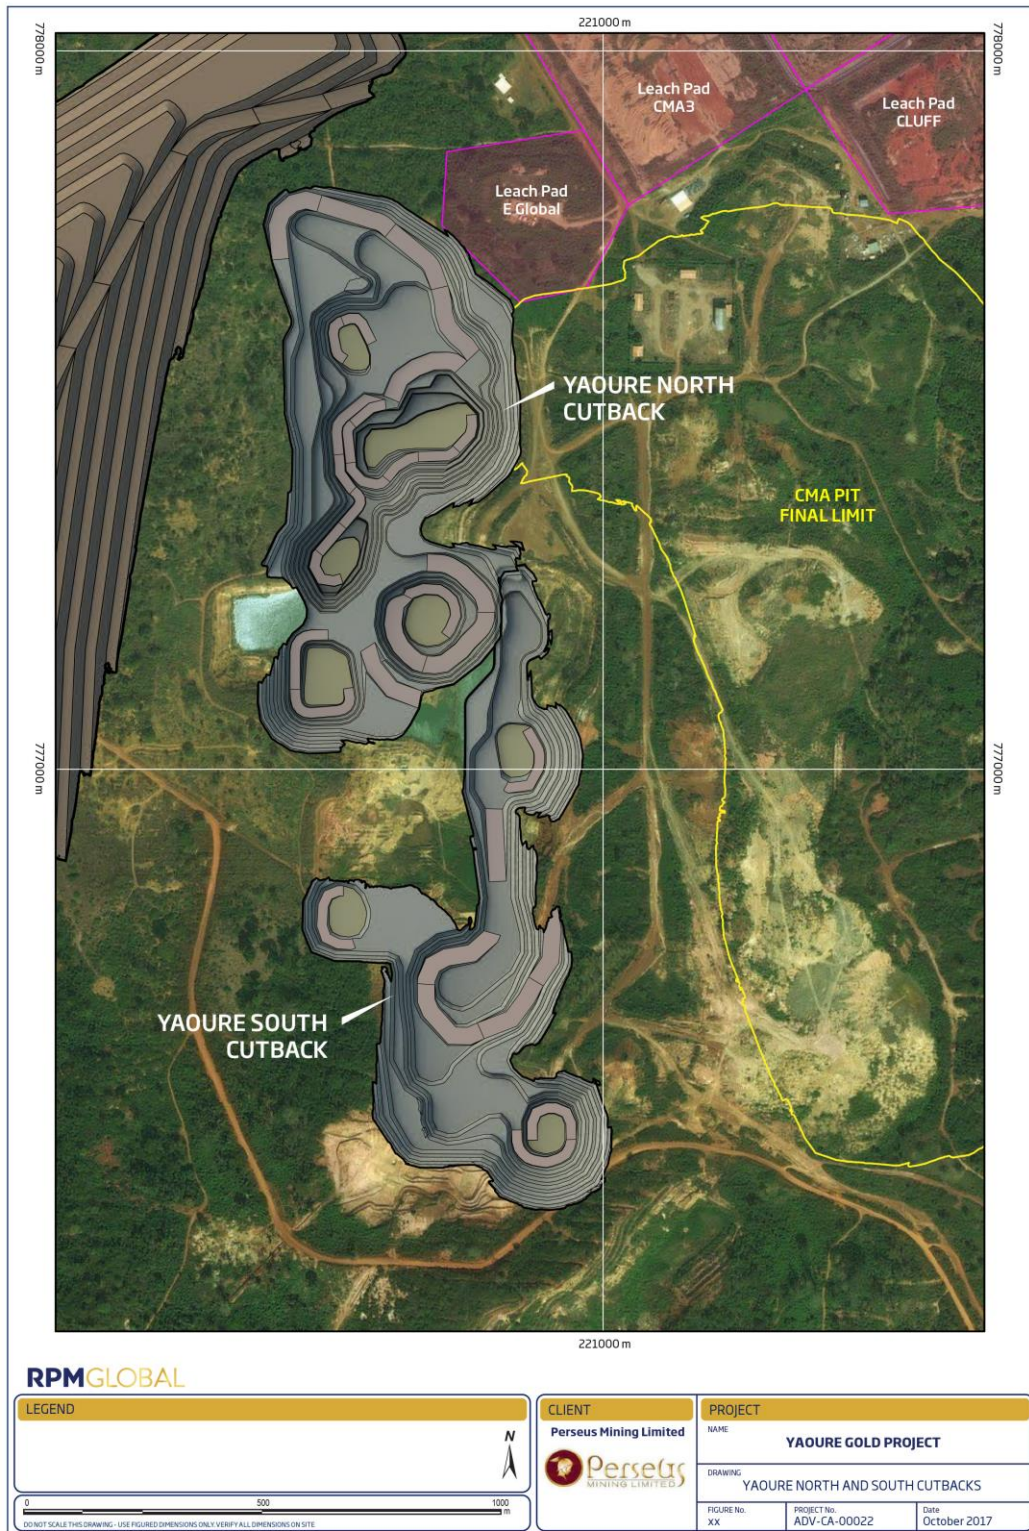 221000 m
778000 m
778000 m
Leach Pad
CMA3
Leach Pad
CLUFF
Leach Pad
E Global
YAOURE NORTH
CUTBACK
CMA PIT
FINAL LIMIT
777000 m
777000 m
YAOURE SOUTH
CUTBACK
221000 m
RPMGLOBAL
LEGEND
N
0 500 1000
m
DO NOT SCALE THIS DRAWING - USE FIGURED DIMENSIONS ONLY. VERIFY ALL DIMENSIONS ON SITE
CLIENT
Perseus Mining Limited
Perseus
MINING LIMITED
PROJECT
NAME
YAOURE GOLD PROJECT
DRAWING
YAOURE NORTH AND SOUTH CUTBACKS
FIGURE No.
xx
PROJECT No.
ADV-CA-00022
Date
October 2017